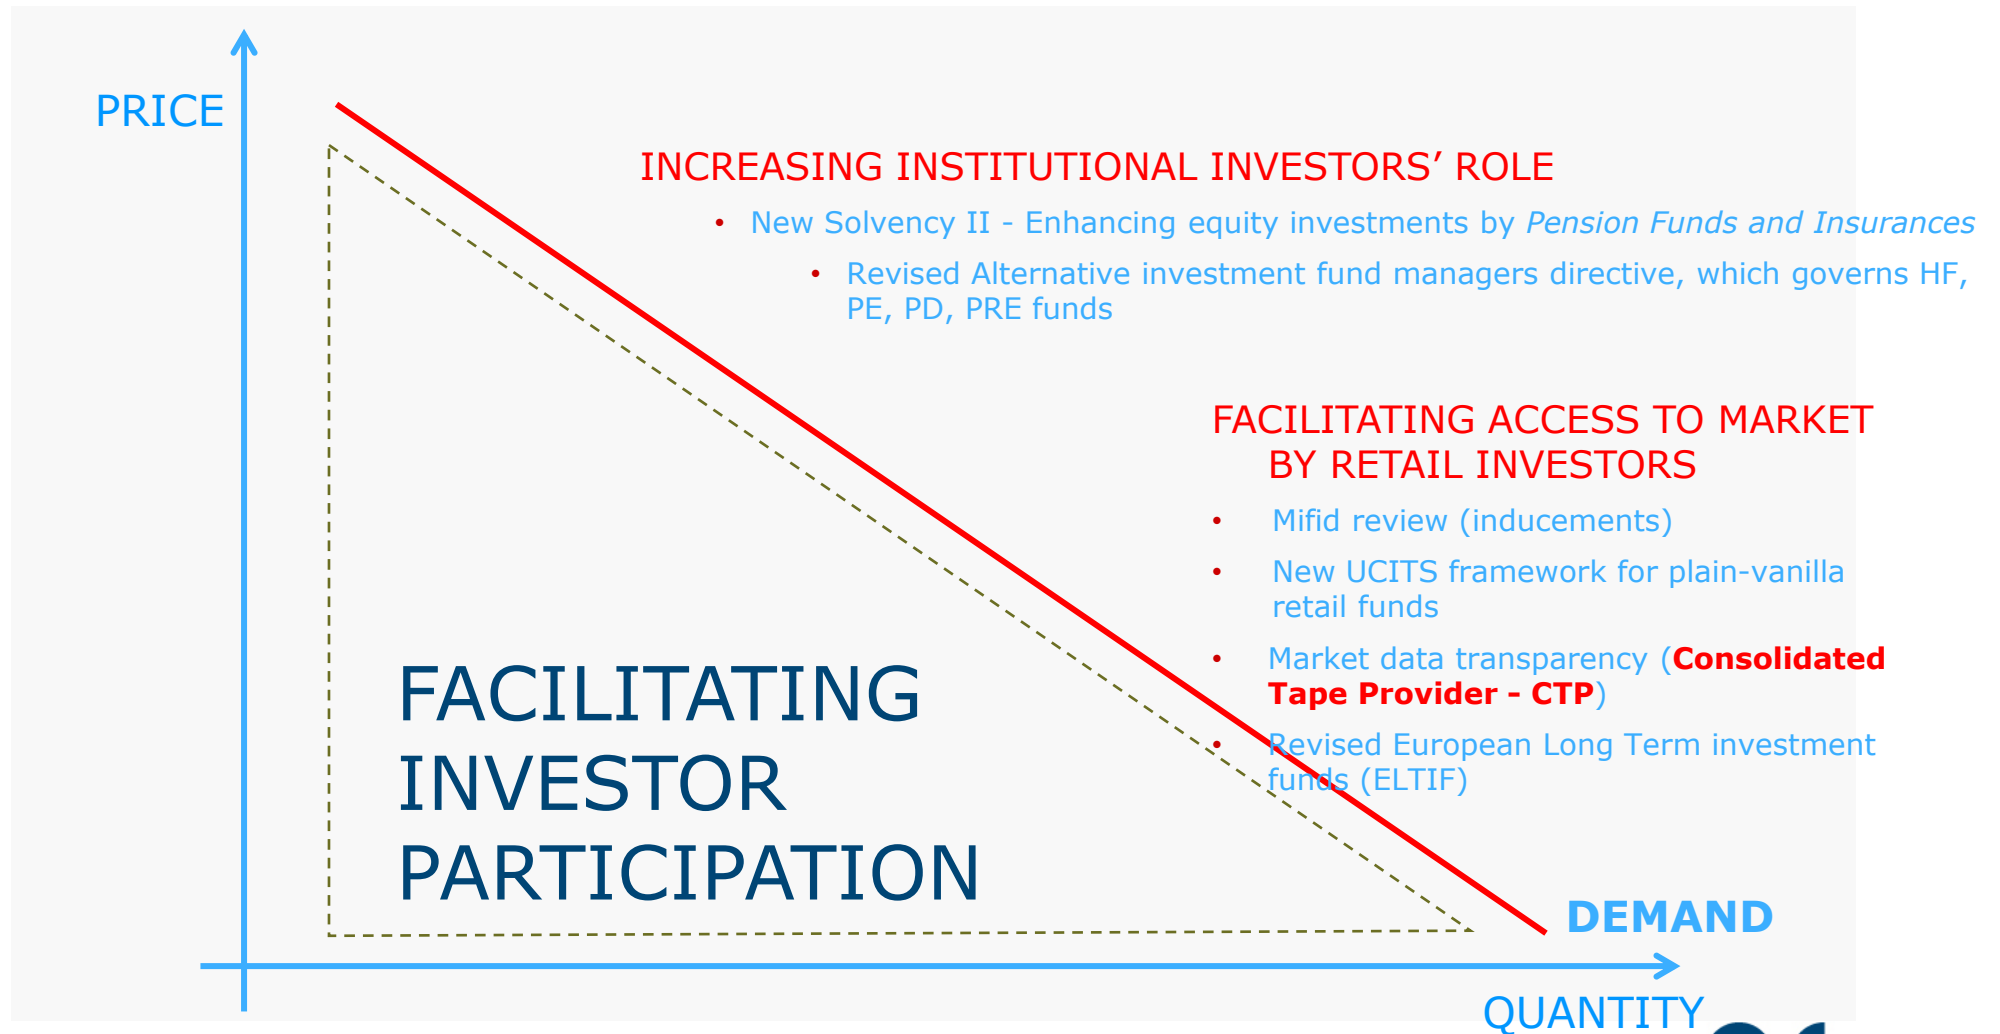 PRICE
INCREASING INSTITUTIONAL INVESTORS’ ROLE
• New Solvency II - Enhancing equity investments by Pension Funds and Insurances
• Revised Alternative investment fund managers directive, which governs HF,
PE, PD, PRE funds
FACILITATING ACCESS TO MARKET
BY RETAIL INVESTORS
• Mifid review (inducements)
• New UCITS framework for plain-vanilla
retail funds
• Market data transparency (Consolidated
Tape Provider - CTP)
• Revised European Long Term investment
funds (ELTIF)
FACILITATING
INVESTOR
PARTICIPATION
DEMAND
QUANTITY